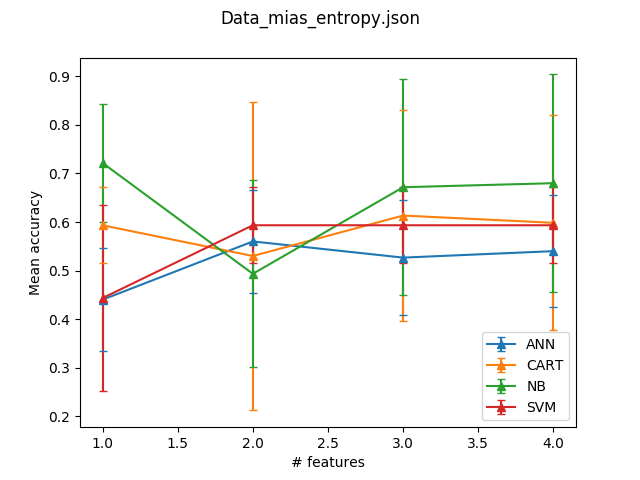 Data_mias_entropy.json
Mean accuracy
0.9
0.8
0.7
0.6
0.5
0.4
0.3
0.2
1.0 1.5 2.0 2.5 3.0 3.5 4.0
# features
ANN
CART
NB
SVM